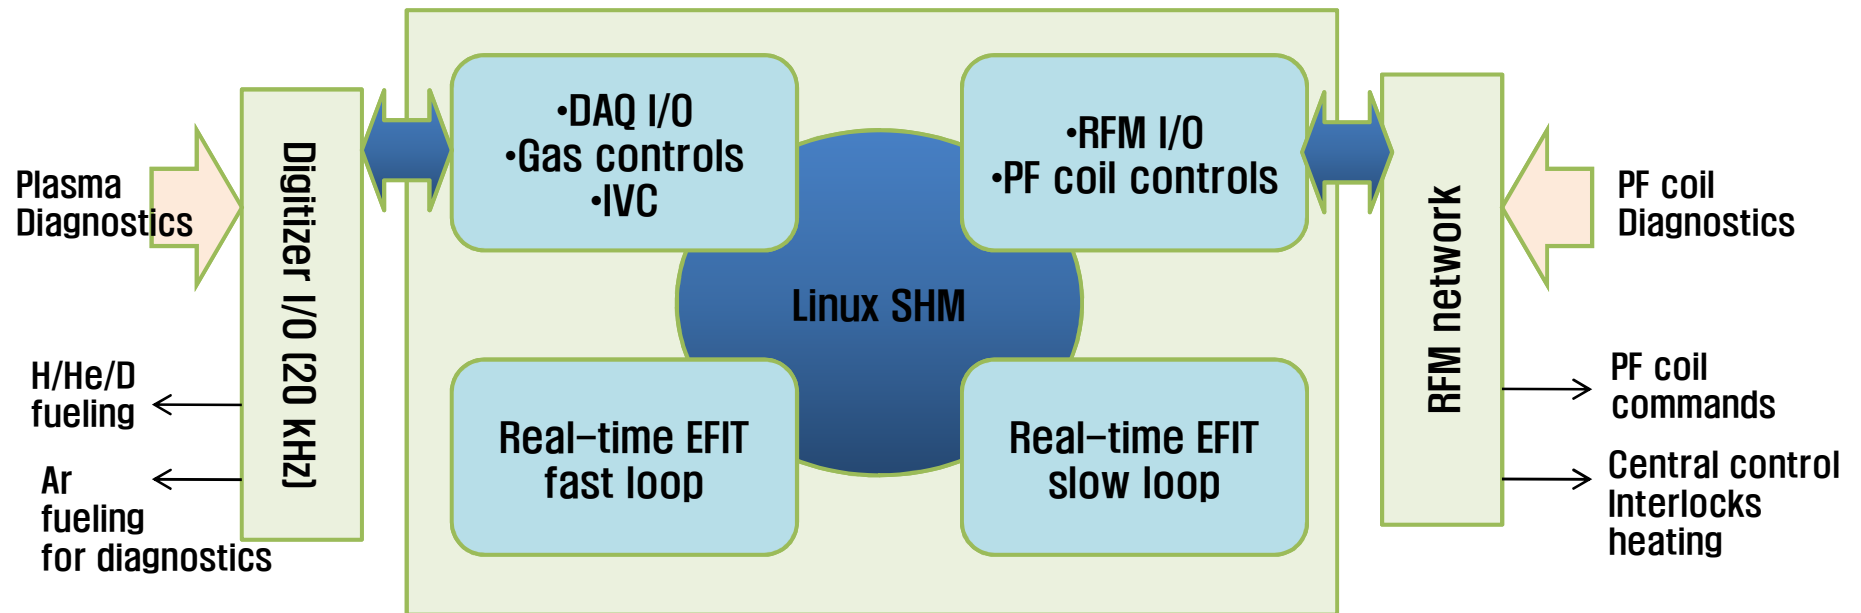 Plasma
Diagnostics
H/He/D
fueling
Ar
fueling
for diagnostics
Digitizer I/O (20 KHz)
•DAQ I/O
•Gas controls
•IVC
•RFM I/O
•PF coil controls
Linux SHM
Real-time EFIT
fast loop
Real-time EFIT
slow loop
RFM network
PF coil
Diagnostics
PF coil
commands
Central control
Interlocks
heating